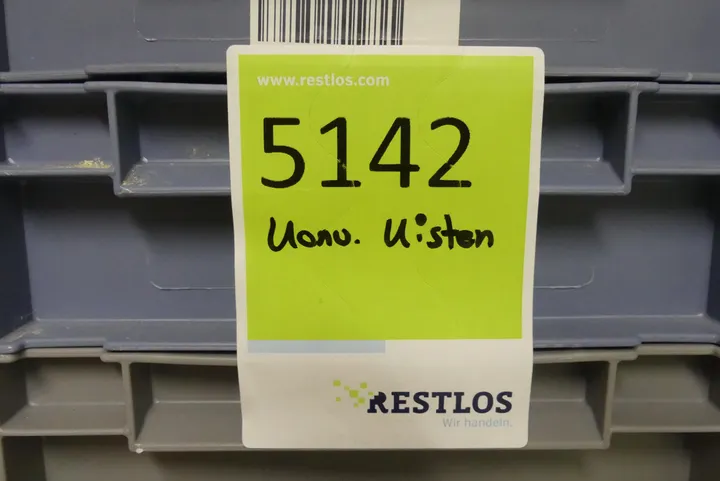 www.restlos.com
5142
Konv. Kisten
RESTLOS
Wir handeln.